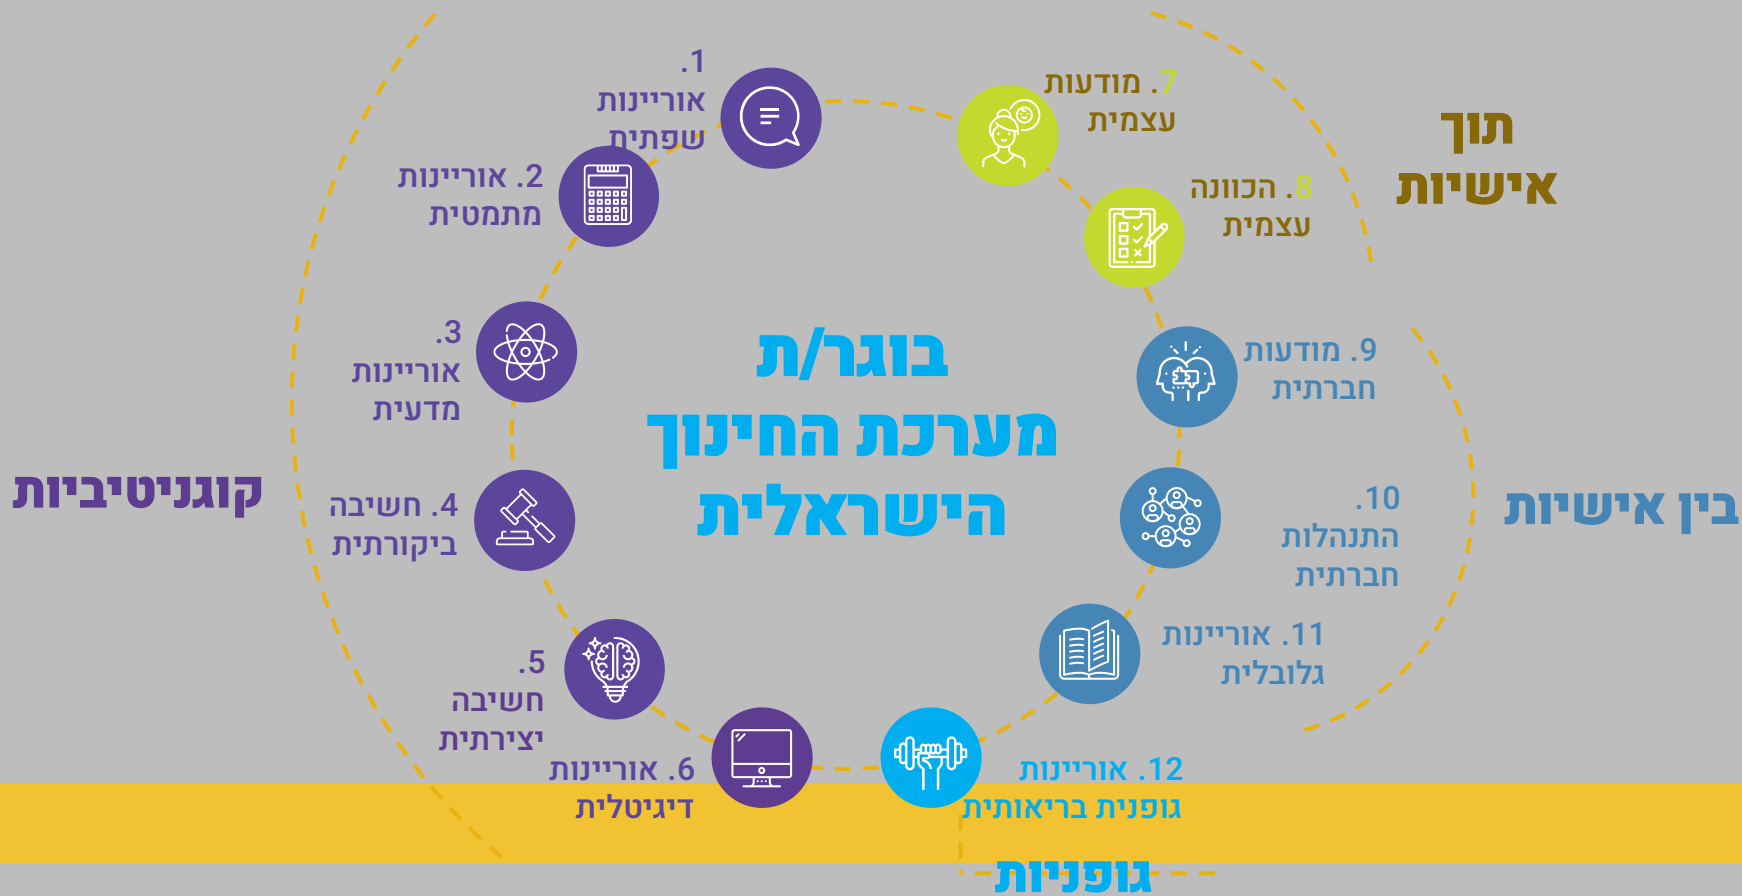 בוגר/ת
מערכת החינוך
הישראלית
קוגניטיביות
1.
אוריינות
שפתית
2. אוריינות
מתמטית
3.
אוריינות
מדעית
4. חשיבה
ביקורתית
5.
חשיבה
יצירתית
6. אוריינות
דיגיטלית
תוך
אישיות
7. מודעות
עצמית
8. הכוונה
עצמית
בין אישיות
9. מודעות
חברתית
10.
התנהלות
חברתית
11. אוריינות
גלובלית
12. אוריינות
גופנית בריאותית
גופניות